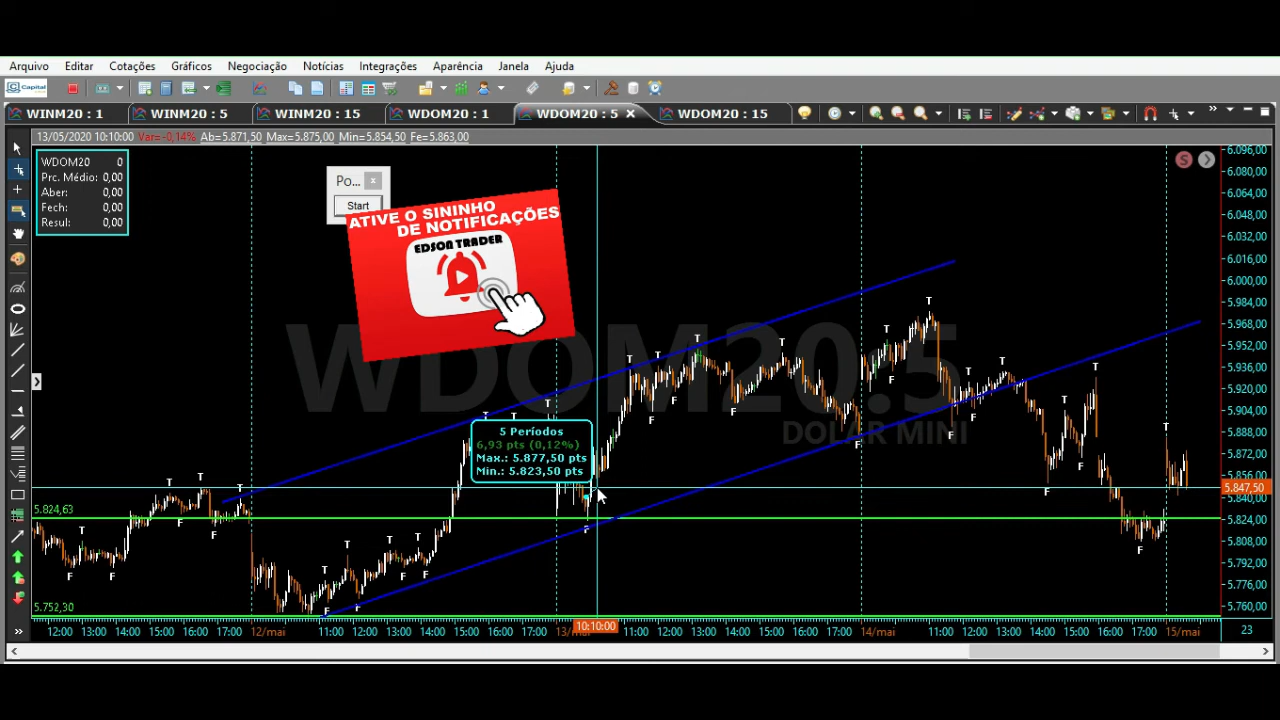 Arquivo Editar Cotações Gráficos Negociação Notícias Integrações Aparência Janela Ajuda
Capital
WINM20 : 1 WINM20 : 5 WINM20 : 15 WDOM20 : 1 WDOM20 : 5 WDOM20 : 15
13/05/2020 10:10:00 Var=-0,14% Ab=5.871,50 Max=5.875,00 Min=5.854,50 Fe=5.863,00
WDOM20 0
Prc. Médio: 0,00
Aber: 0,00
Fech: 0,00
Resul: 0,00
Po...
Start
ATIVE O SININHO
DE NOTIFICAÇÕES
EDSON TRADER
S
WDOM20.5
DOLAR MINI
5 Períodos
6,93 pts (0,12%)
Max.: 5.877,50 pts
Min.: 5.823,50 pts
5.824,63
5.752,30
6.096,00
6.080,00
6.064,00
6.048,00
6.032,00
6.016,00
6.000,00
5.984,00
5.968,00
5.952,00
5.936,00
5.920,00
5.904,00
5.888,00
5.872,00
5.856,00
5.847,50
5.840,00
5.824,00
5.808,00
5.792,00
5.776,00
5.760,00
12:00 13:00 14:00 15:00 16:00 17:00 12/mai 11:00 12:00 13:00 14:00 15:00 16:00 17:00 13/mai 10:10:00 11:00 12:00 13:00 14:00 15:00 16:00 17:00 14/mai 11:00 12:00 13:00 14:00 15:00 16:00 17:00 15/mai 23